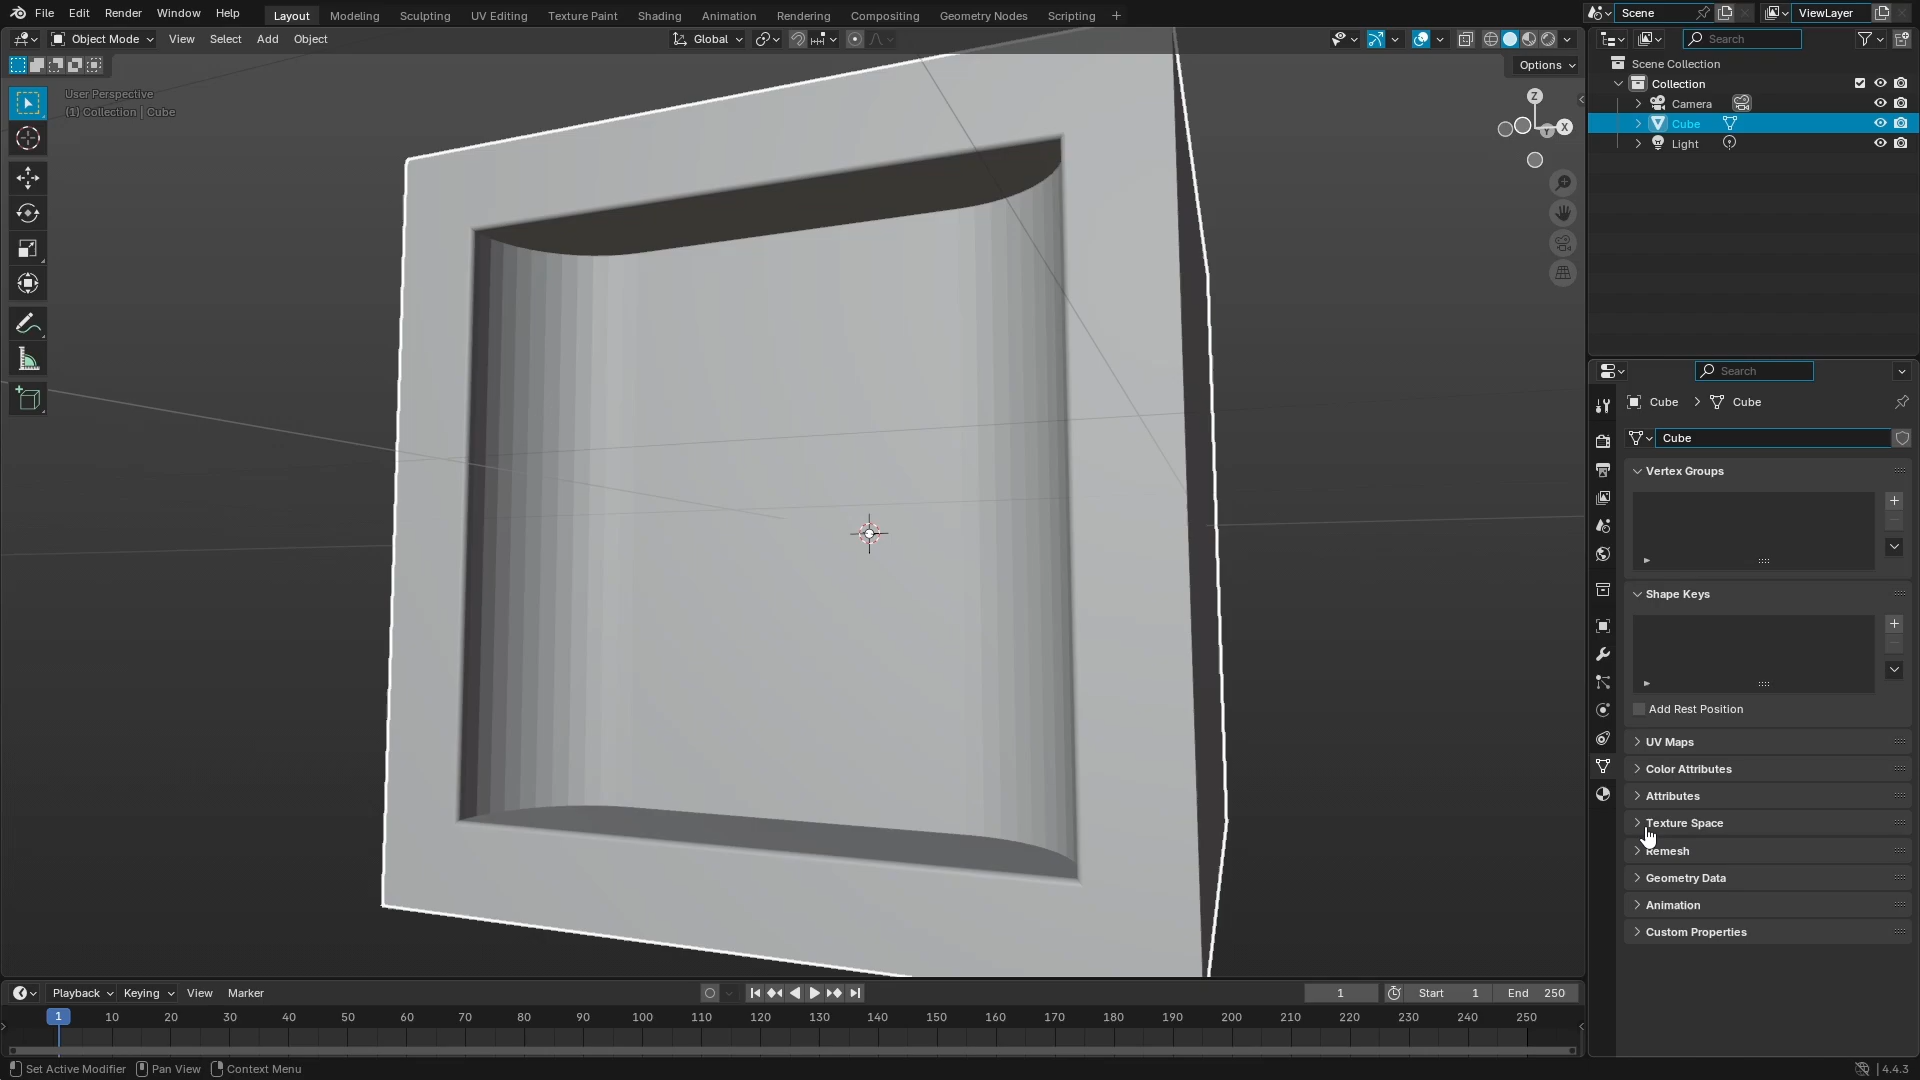 File Edit Render Window Help Layout Modeling Sculpting UV Editing Texture Paint Shading Animation Rendering Compositing Geometry Nodes Scripting + Scene ViewLayer
Object Mode View Select Add Object Global Search
Options
User Perspective
(1) Collection | Cube
Z
X
Y
Scene Collection
Collection
Camera
Cube
Light
Search
Cube > Cube
Cube
Vertex Groups
Shape Keys
Add Rest Position
UV Maps
Color Attributes
Attributes
Texture Space
Remesh
Geometry Data
Animation
Custom Properties
Playback Keying View Marker 1 Start 1 End 250
1 10 20 30 40 50 60 70 80 90 100 110 120 130 140 150 160 170 180 190 200 210 220 230 240 250
Set Active Modifier Pan View Context Menu 4.4.3